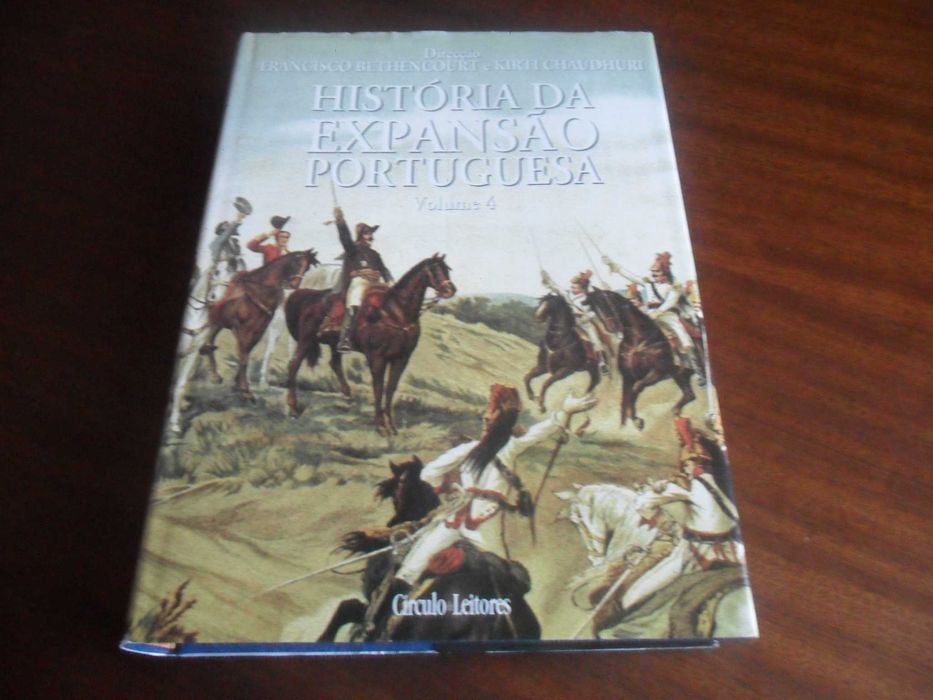 Direcção
FRANCISCO BETHENCOURT e KIRTI CHAUDHURI
HISTÓRIA DA
EXPANSÃO
PORTUGUESA
Volume 4
Círculo Leitores